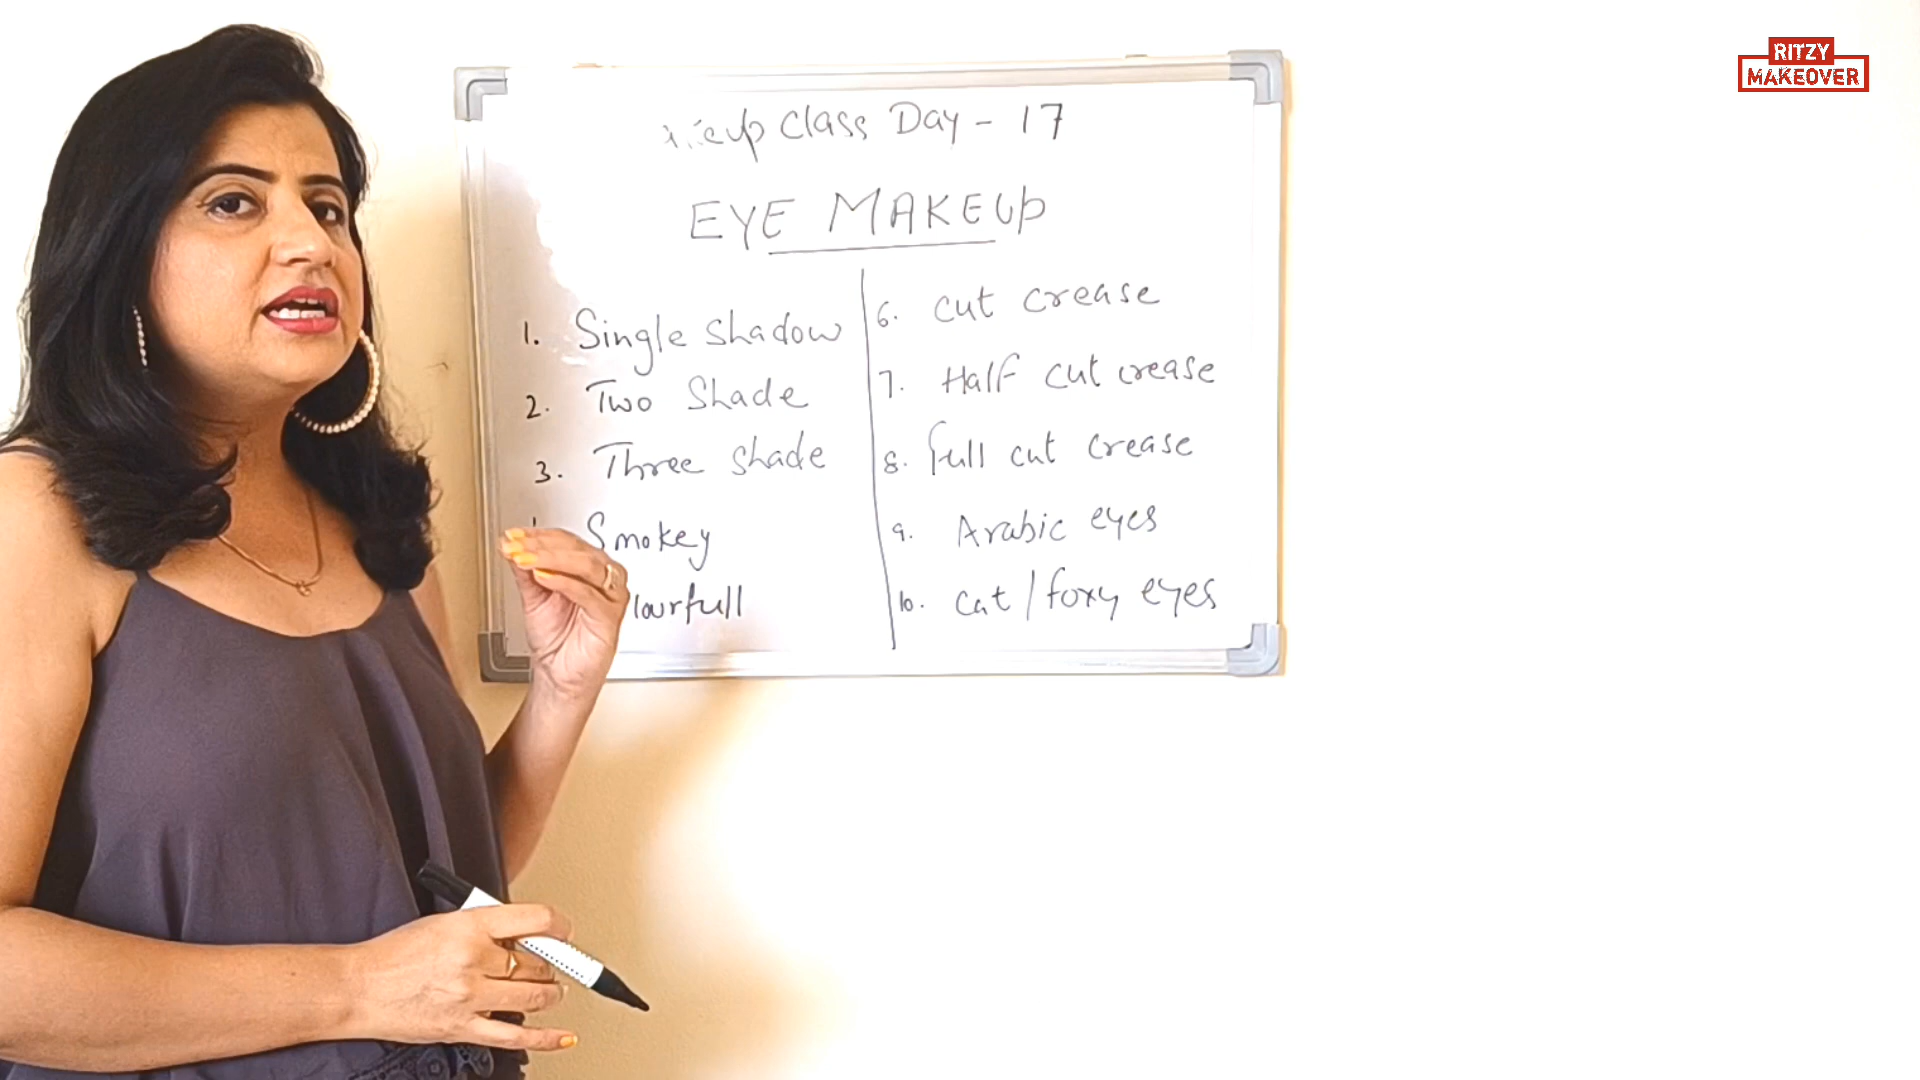 RITZY
MAKEOVER
Class Day - 17
EYE MAKEUP
1. Single Shadow
2. Two Shade
3. Three shade
Smokey
6. Cut crease
7. Half cut crease
8. full cut crease
9. Arabic eyes
10. Cat / foxy eyes